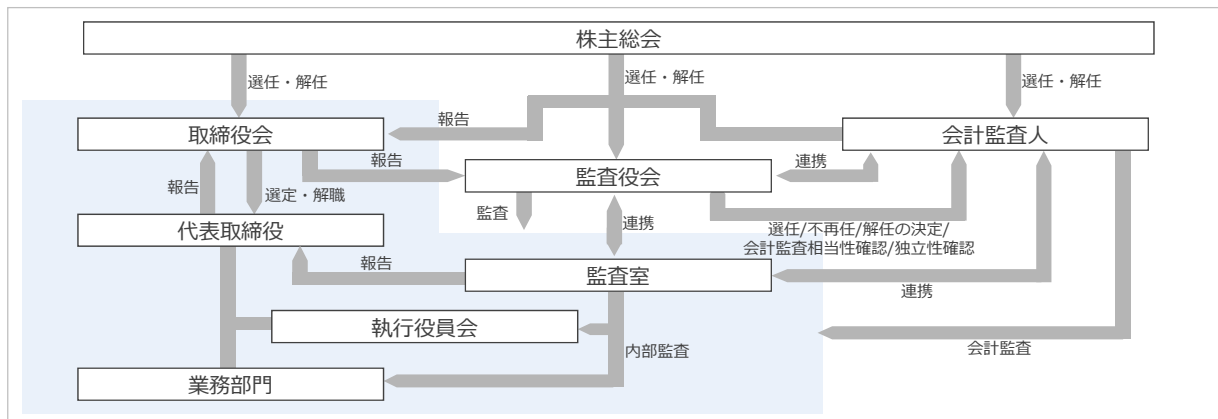 株主総会
選任・解任
選任・解任
選任・解任
報告
取締役会
会計監査人
報告
連携
監査役会
報告
選定・解職
監査
連携
選任/不再任/解任の決定/
会計監査相当性確認/独立性確認
代表取締役
報告
監査室
連携
執行役員会
内部監査
会計監査
業務部門